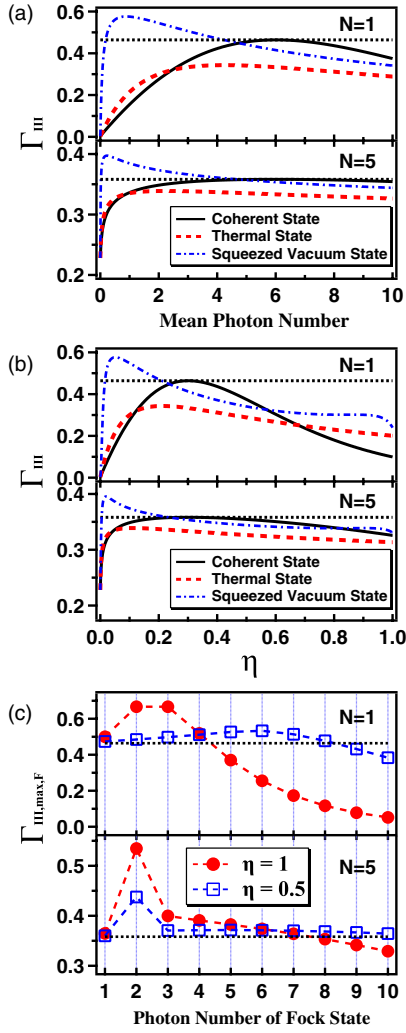 (a)
0.6
N=1
0.4
0.2
0.0
Γ III
0.4
N=5
0.3
Coherent State
Thermal State
Squeezed Vacuum State
0.2
0 2 4 6 8 10
Mean Photon Number
(b)
0.6
N=1
0.4
0.2
0.0
Γ III
0.4
N=5
0.3
Coherent State
Thermal State
Squeezed Vacuum State
0.2
0.0 0.2 0.4 0.6 0.8 1.0
η
(c)
N=1
0.6
0.4
0.2
0.0
Γ III,max,F
0.5
η = 1
N=5
η = 0.5
0.4
0.3
1 2 3 4 5 6 7 8 9 10
Photon Number of Fock State